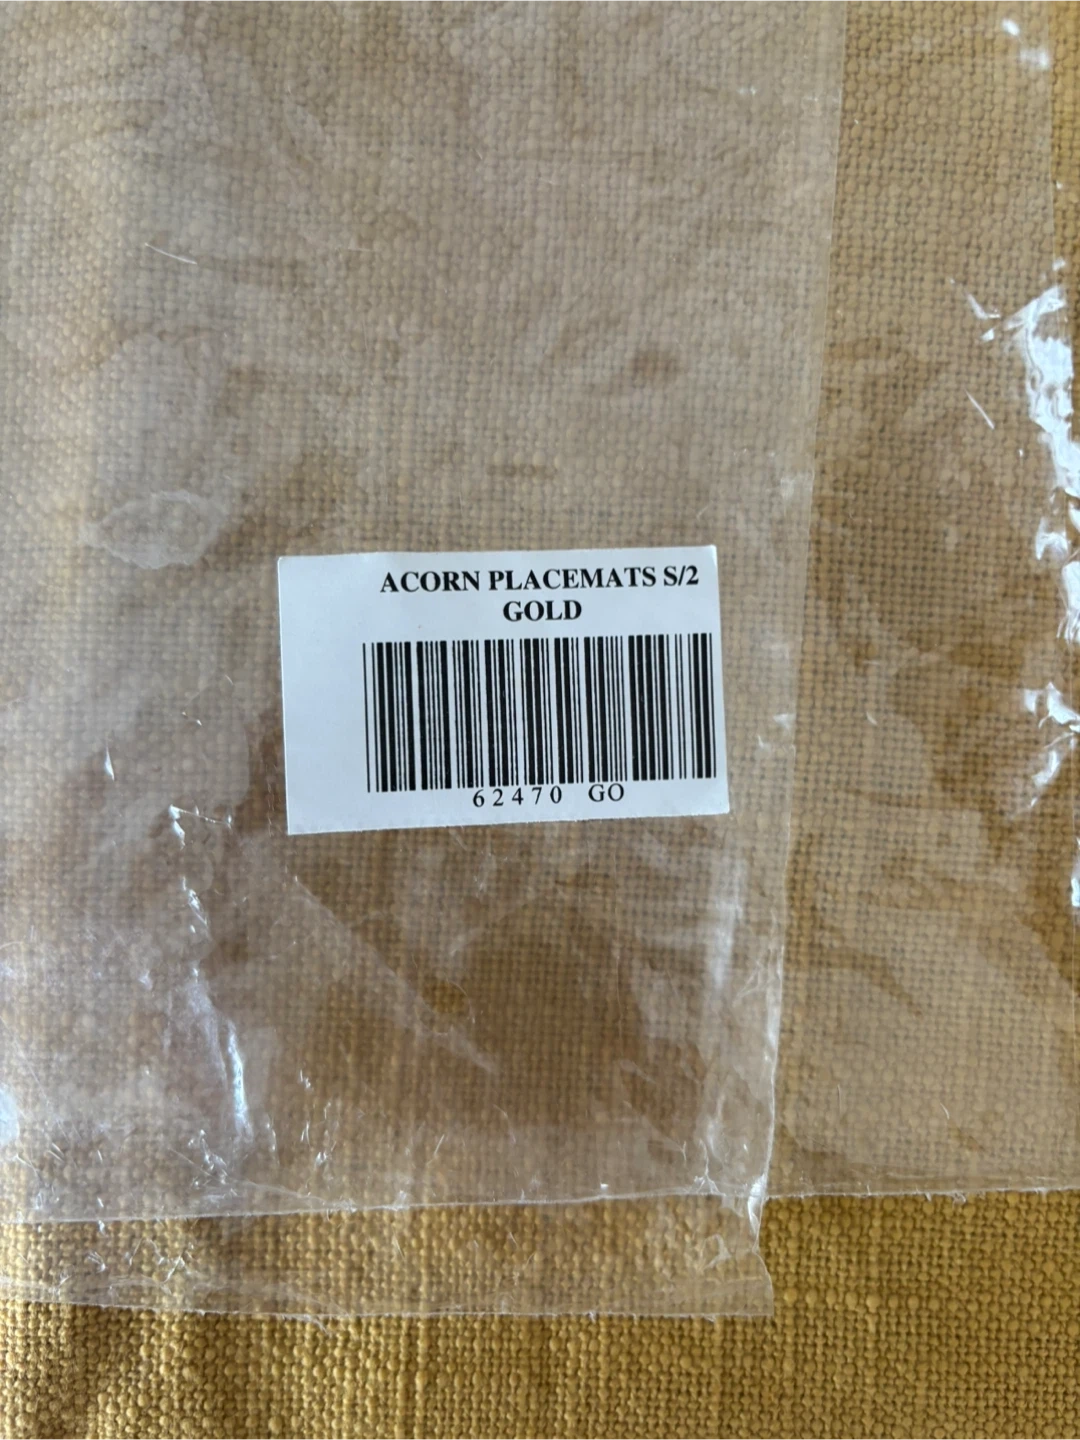 ACORN PLACEMATS S/2
GOLD
62470 GO